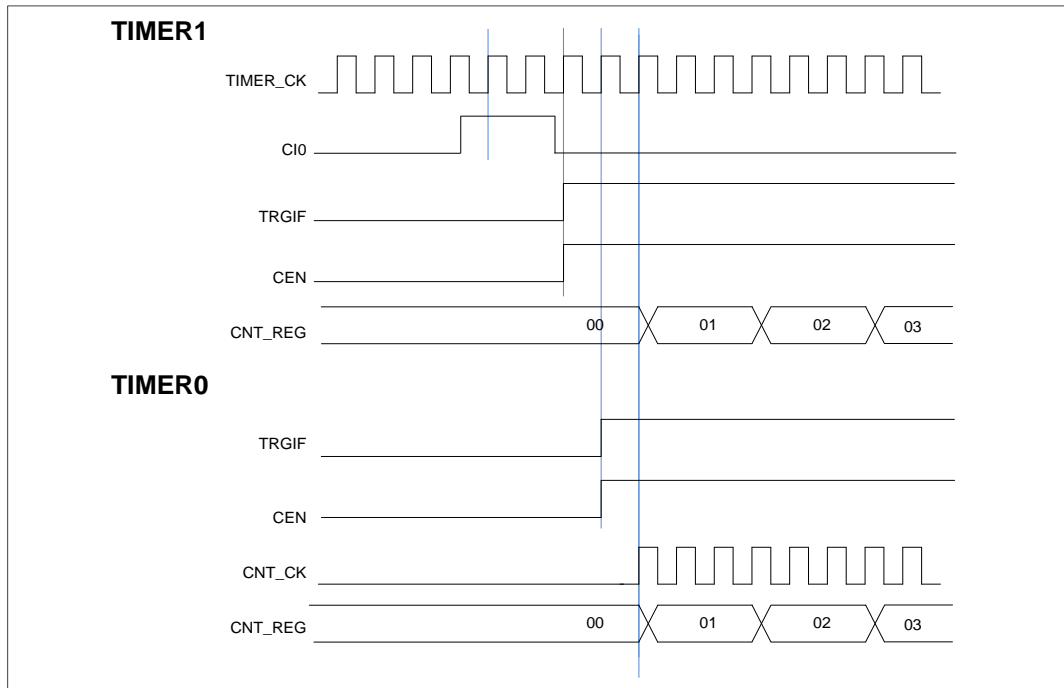 TIMER1
TIMER_CK
CI0
TRGIF
CEN
CNT_REG 00 01 02 03
TIMER0
TRGIF
CEN
CNT_CK
CNT_REG 00 01 02 03